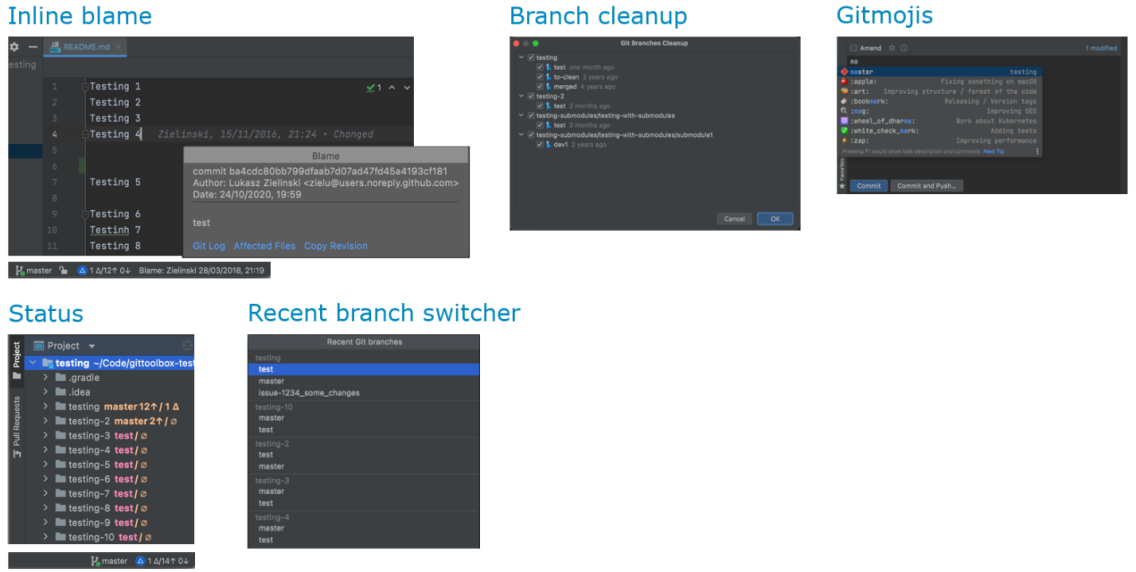 Inline blame
README.md ×
esting
1 Testing 1
1
2 Testing 2
3 Testing 3
4 Testing 4 Zielinski, 15/11/2016, 21:24 • Changed
5
6
7 Testing 5
8
9 Testing 6
10 Testinh 7
11 Testing 8
Blame
commit ba4cdc80bb799dfaab7d07ad47fd45a4193cf181
Author: Lukasz Zielinski <zielu@users.noreply.github.com>
Date: 24/10/2020, 19:59
test
Git Log Affected Files Copy Revision
master 1 Δ/12↑ 0↓ Blame: Zielinski 28/03/2018, 21:19
Branch cleanup
Git Branches Cleanup
testing
test one month ago
to-clean 2 years ago
merged 4 years ago
testing-2
test 3 months ago
testing-submodules/testing-with-submodules
test 3 months ago
testing-submodules/testing-with-submodules/submodule1
dev1 2 years ago
Cancel OK
Gitmojis
Amend 1 modified
ma
master testing
:apple: Fixing something on macOS
:art: Improving structure / format of the code
:bookmark: Releasing / Version tags
:mag: Improving SEO
:wheel_of_dharma: Work about Kubernetes
:white_check_mark: Adding tests
:zap: Improving performance
Pressing F1 would show task description and comments Next Tip
Favorites
Commit Commit and Push...
Status
Project
Pull Requests
Project
testing ~/Code/gittoolbox-test
.gradle
.idea
testing master 12↑ / 1 Δ
testing-2 master 2↑ / ∅
testing-3 test / ∅
testing-4 test / ∅
testing-5 test / ∅
testing-6 test / ∅
testing-7 test / ∅
testing-8 test / ∅
testing-9 test / ∅
testing-10 test / ∅
master 1 Δ/14↑ 0↓
Recent branch switcher
Recent Git branches
testing
test
master
issue-1234_some_changes
testing-10
master
test
testing-2
test
master
testing-3
master
test
testing-4
master
test